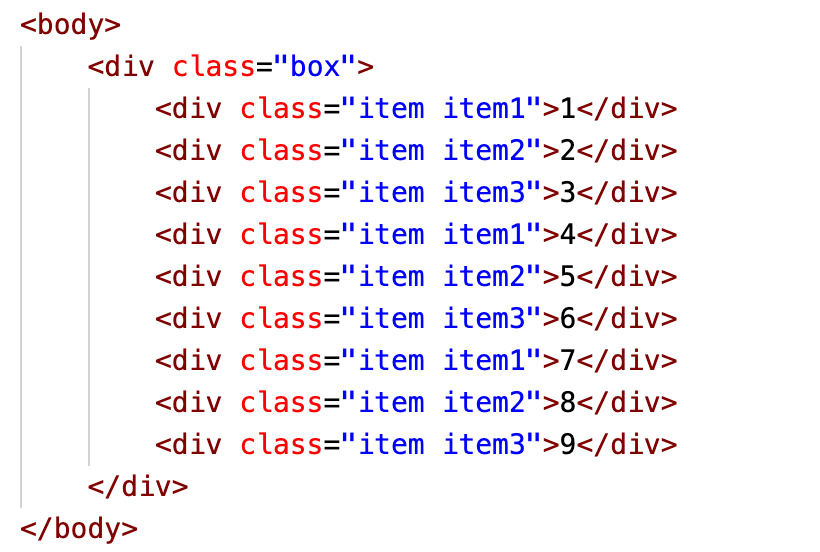 <body>
<div class="box">
<div class="item item1">1</div>
<div class="item item2">2</div>
<div class="item item3">3</div>
<div class="item item1">4</div>
<div class="item item2">5</div>
<div class="item item3">6</div>
<div class="item item1">7</div>
<div class="item item2">8</div>
<div class="item item3">9</div>
</div>
</body>